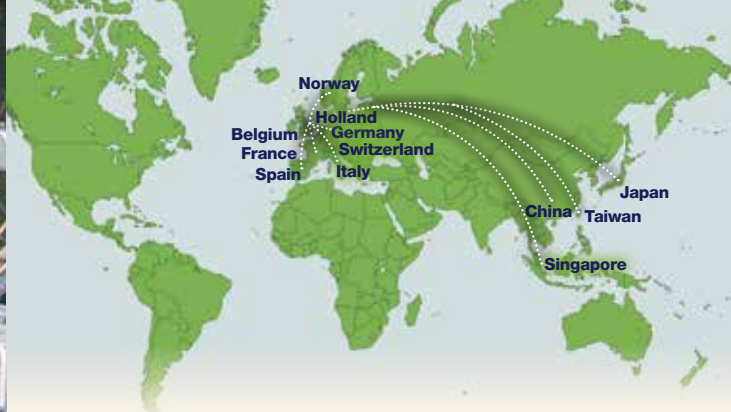 Norway
Holland
Belgium
Germany
France
Switzerland
Spain
Italy
Japan
China
Taiwan
Singapore